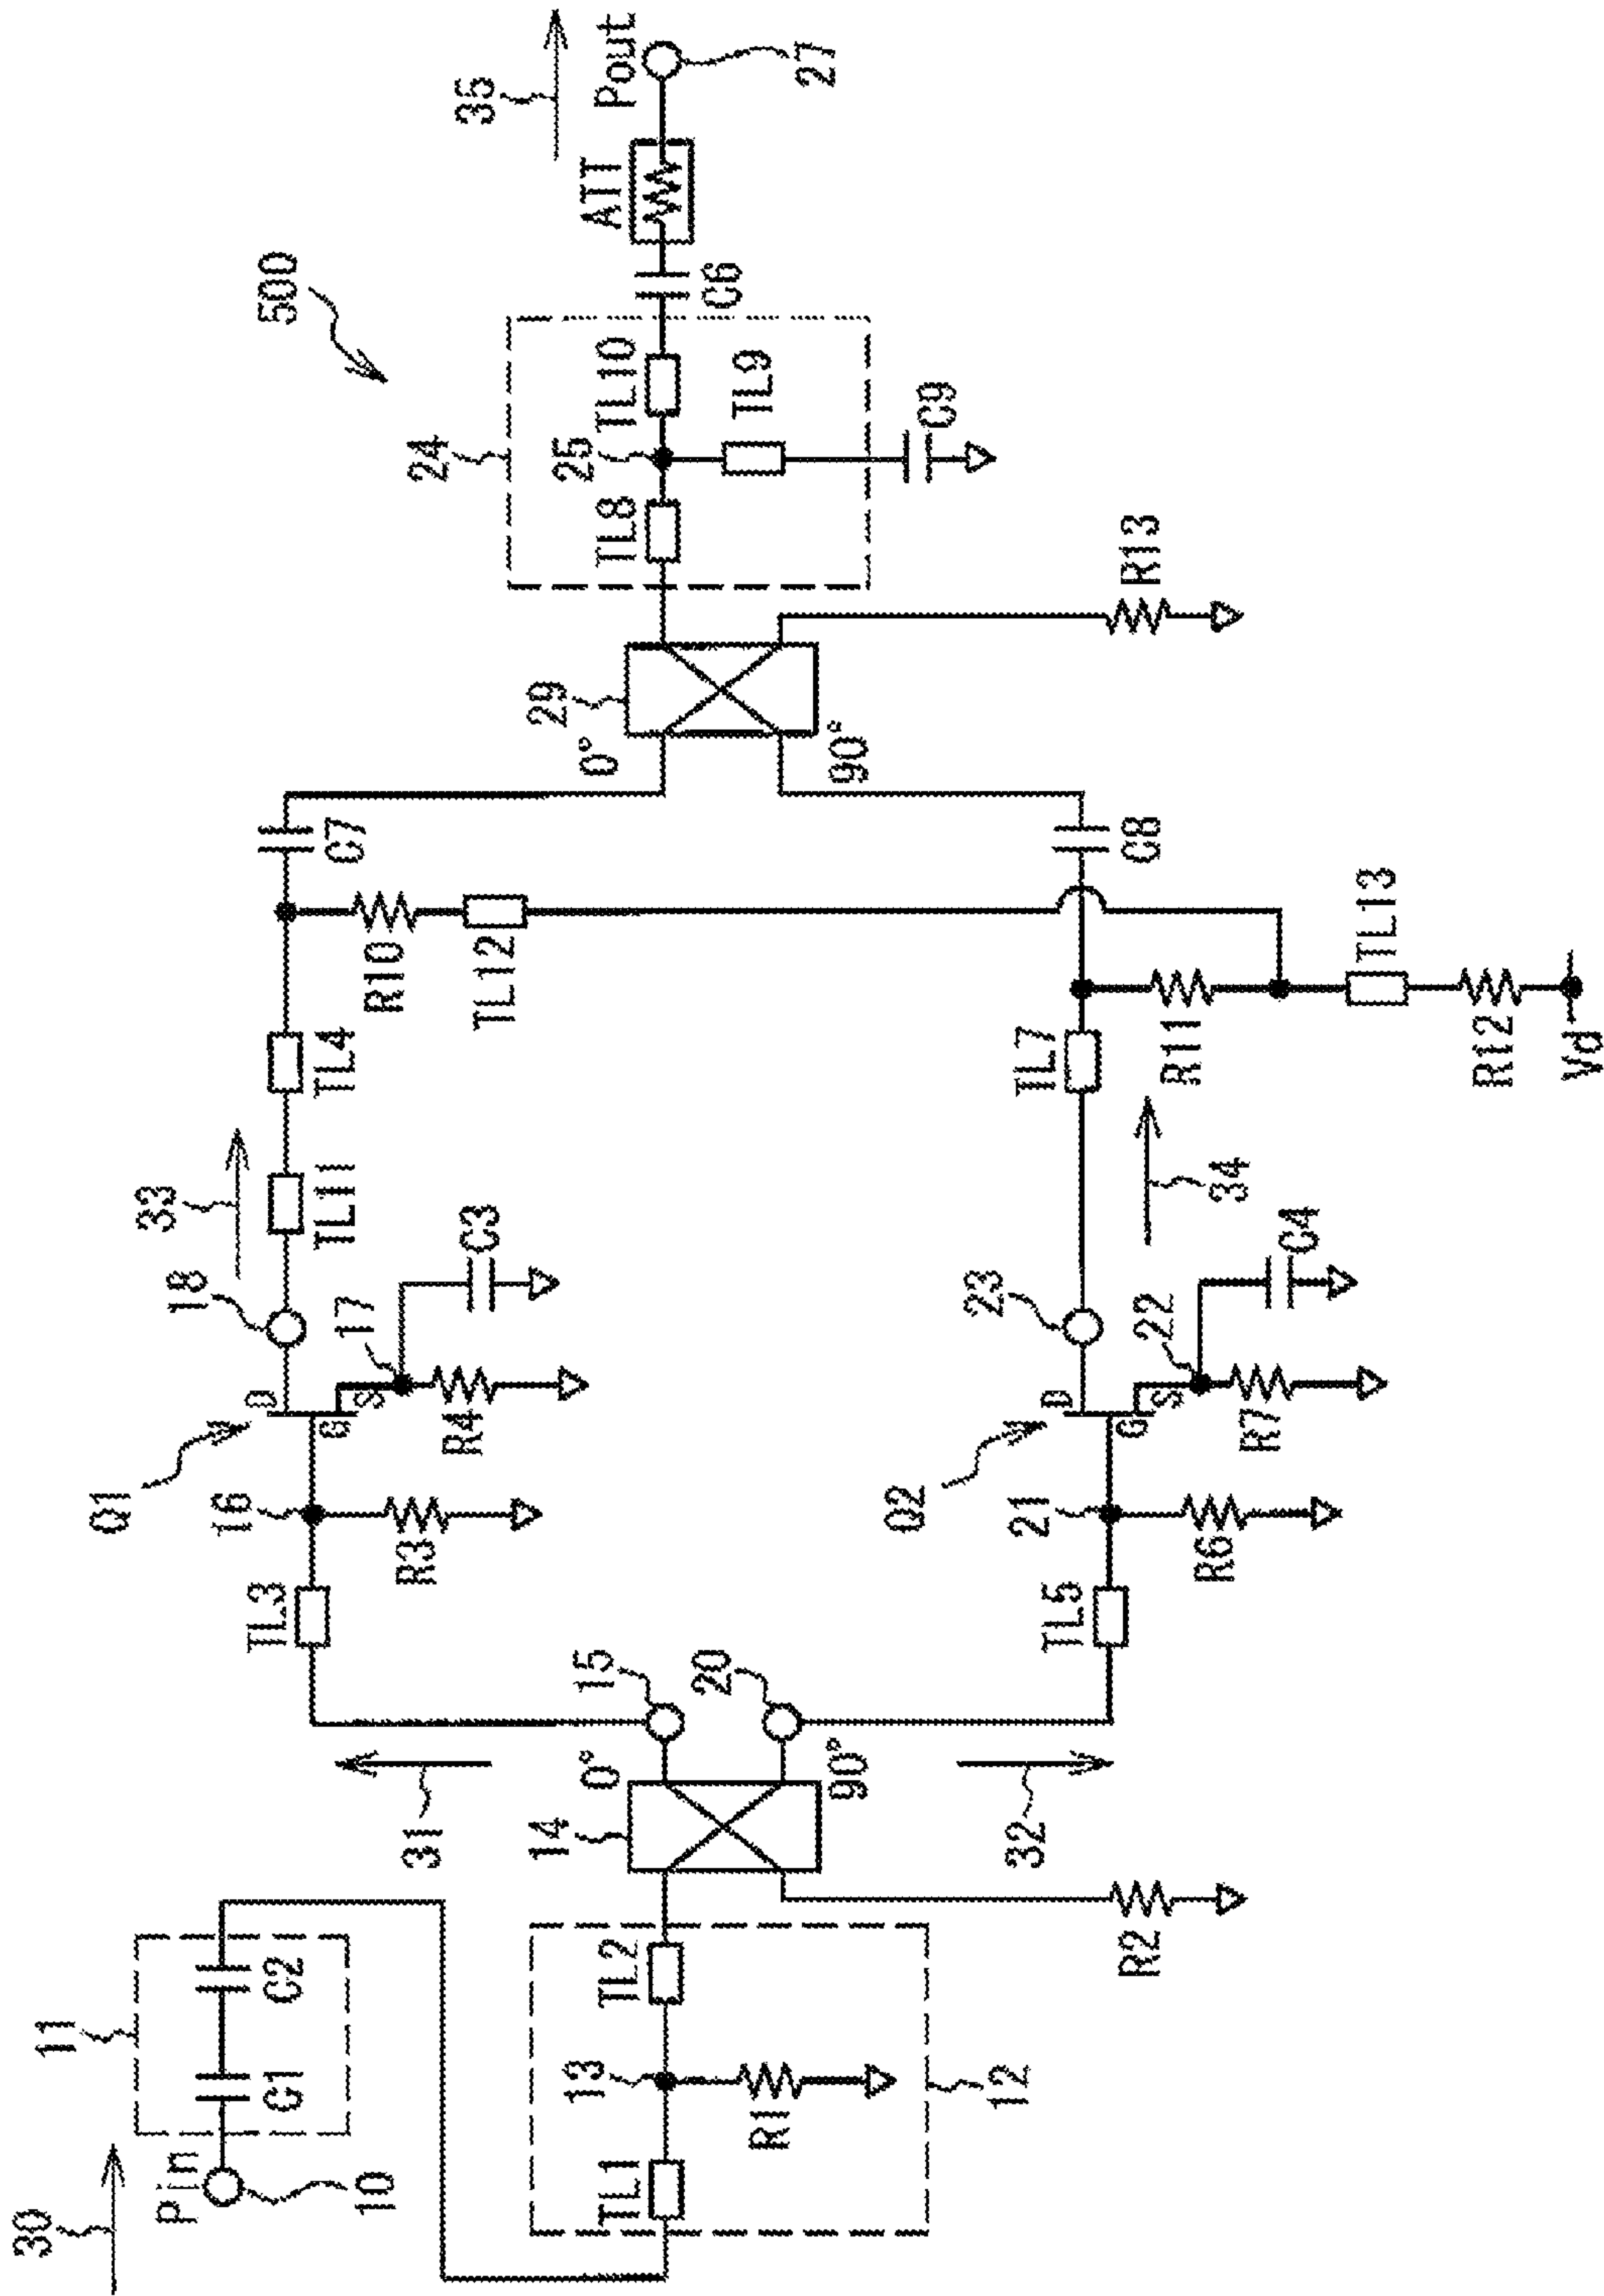 500
30
Pin
10
11
C1
C2
12
TL1
13
R1
TL2
R2
14
0°
90°
31
32
15
20
TL3
16
R3
Q1
D
G
S
17
R4
C3
18
33
TL11
TL4
R10
TL12
C7
TL5
21
R6
Q2
D
G
S
22
R7
C4
23
34
TL7
R11
TL13
R12
Vd
C8
0°
90°
29
R13
24
TL8
25
TL10
TL9
C9
C6
ATT
Pout
27
35